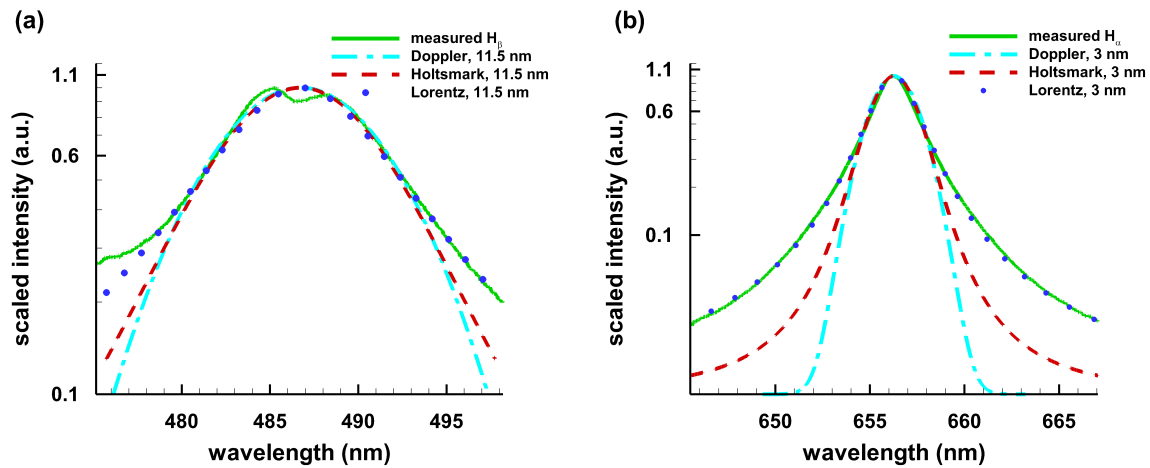 (a)
measured Hβ
Doppler, 11.5 nm
Holtsmark, 11.5 nm
Lorentz, 11.5 nm
1.1
0.6
0.1
scaled intensity (a.u.)
480 485 490 495
wavelength (nm)
(b)
measured Hα
Doppler, 3 nm
Holtsmark, 3 nm
Lorentz, 3 nm
1.1
0.6
0.1
scaled intensity (a.u.)
650 655 660 665
wavelength (nm)